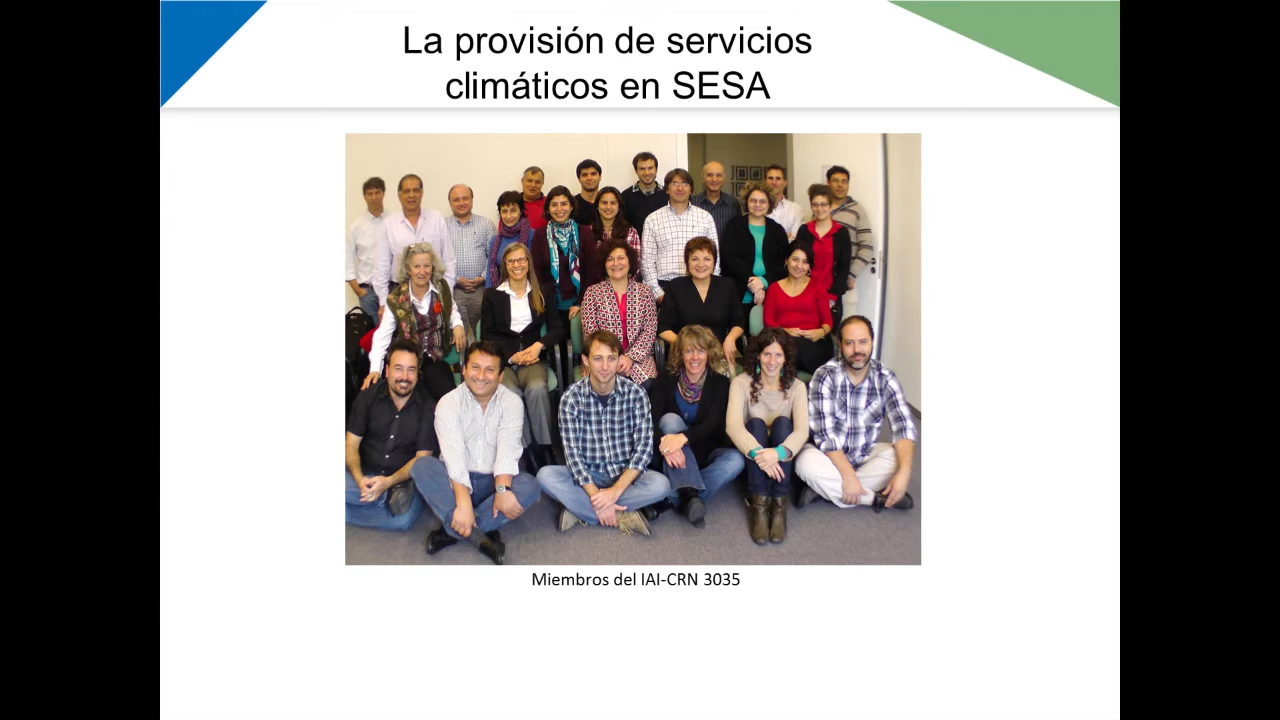 La provisión de servicios
climáticos en SESA
Miembros del IAI-CRN 3035